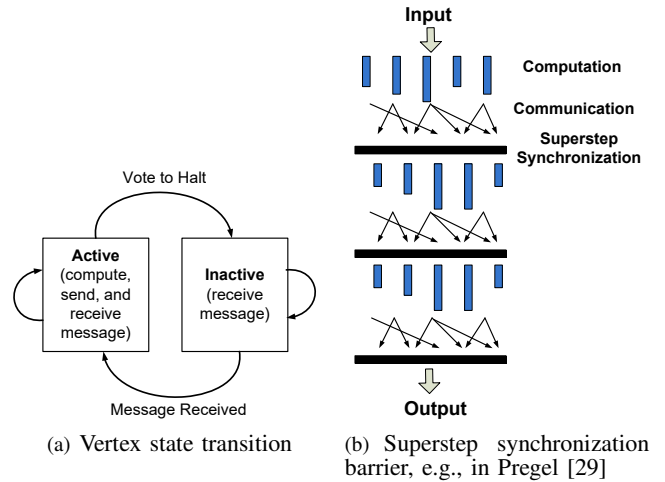 Vote to Halt
Active
(compute,
send, and
receive
message)
Inactive
(receive
message)
Message Received
(a) Vertex state transition
Input
Computation
Communication
Superstep
Synchronization
Output
(b) Superstep synchronization
barrier, e.g., in Pregel [29]